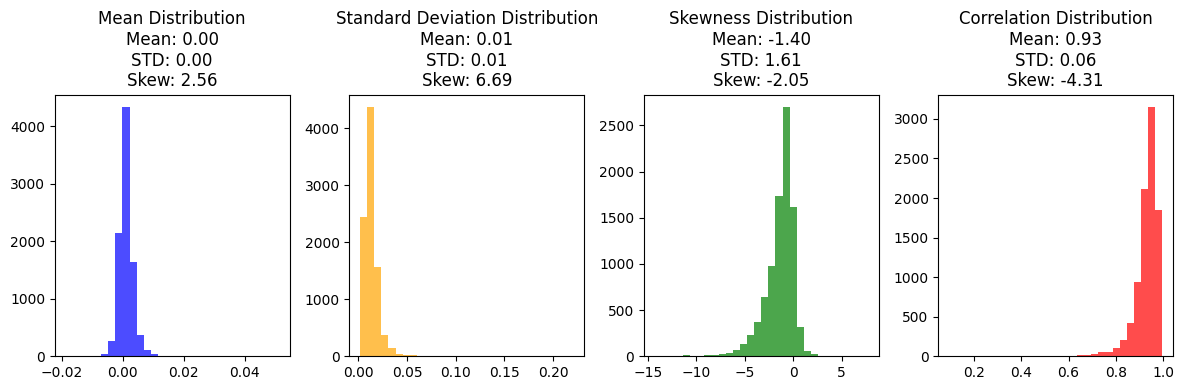 Mean Distribution
Mean: 0.00
STD: 0.00
Skew: 2.56
4000
3000
2000
1000
0
−0.02 0.00 0.02 0.04
Standard Deviation Distribution
Mean: 0.01
STD: 0.01
Skew: 6.69
4000
3000
2000
1000
0
0.00 0.05 0.10 0.15 0.20
Skewness Distribution
Mean: -1.40
STD: 1.61
Skew: -2.05
2500
2000
1500
1000
500
0
−15 −10 −5 0 5
Correlation Distribution
Mean: 0.93
STD: 0.06
Skew: -4.31
3000
2500
2000
1500
1000
500
0
0.2 0.4 0.6 0.8 1.0